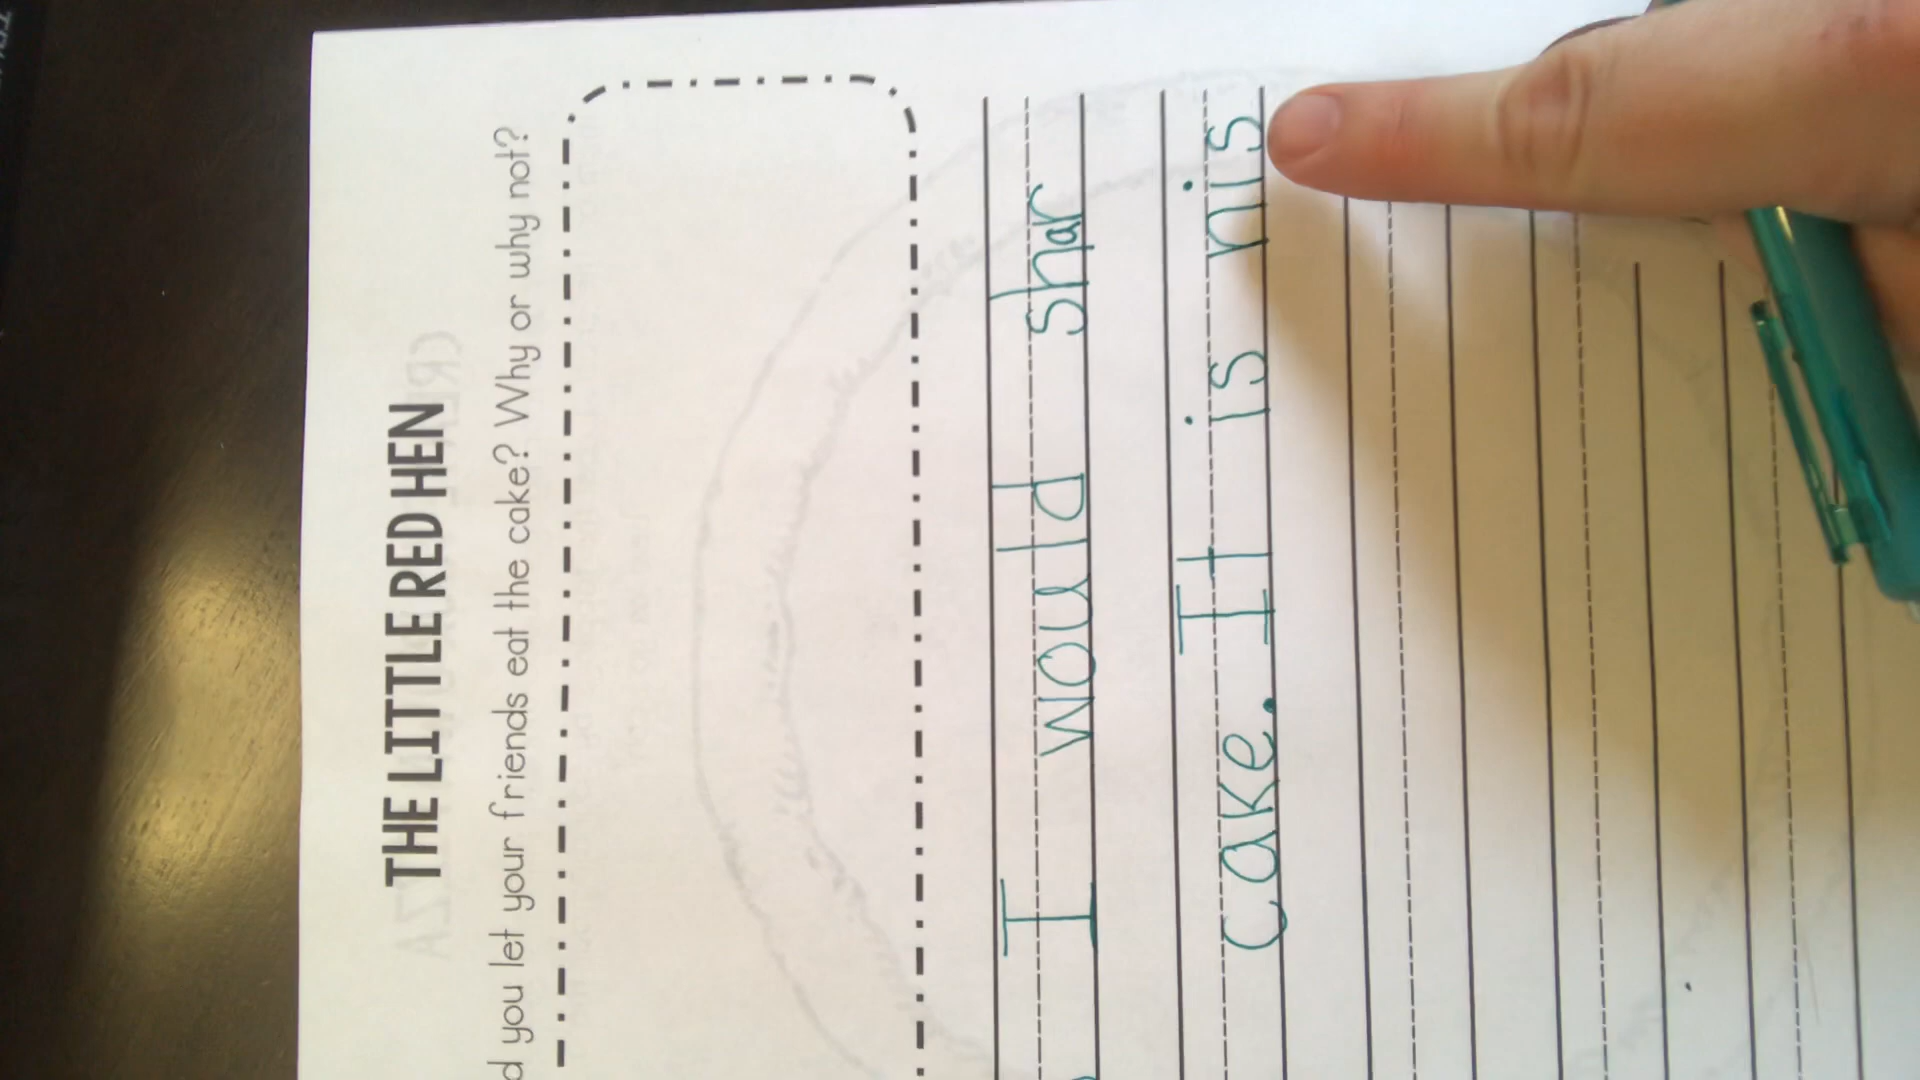 THE LITTLE RED HEN
you let your friends eat the cake? Why or why not?
I would shar
cake. It is nis